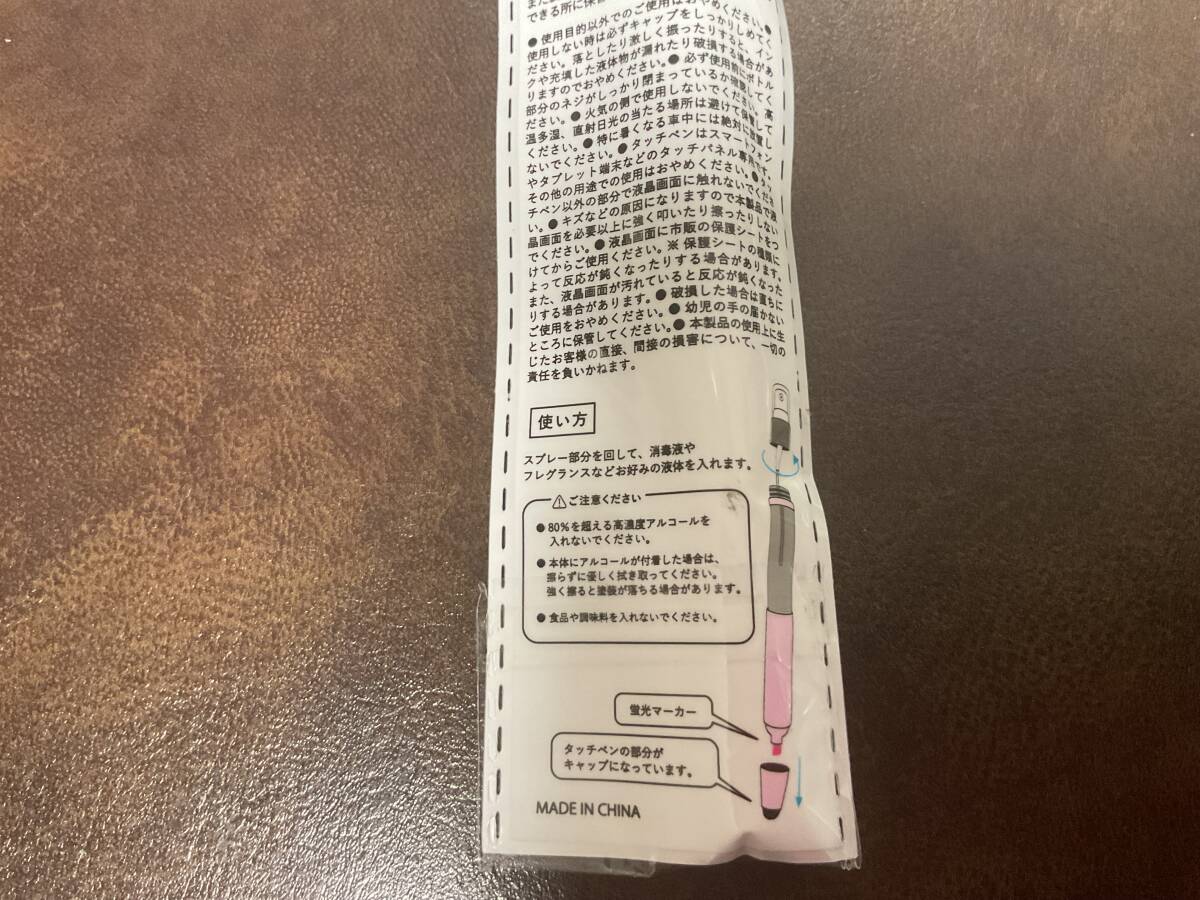 できる所に保管
● 使用目的以外でのご使用はおやめください。●
使用しない時は必ずキャップをしっかりしめてく
ださい。落としたり激しく振ったりすると、イン
クや充填した液体物が漏れたり破損する場合があ
りますのでおやめください。● 必ず使用前にボトル
部分のネジがしっかり閉まっているか確認してく
ださい。● 火気の側で使用しないでください。高
温多湿、直射日光の当たる場所は避けて保管して
ください。● 特に暑くなる車中には絶対に放置し
ないでください。● タッチペンはスマートフォン
やタブレット端末などのタッチパネル専用です。
その他の用途での使用はおやめください。● タッ
チペン以外の部分で液晶画面に触れないでくださ
い。● キズなどの原因になりますので本製品で液
晶画面を必要以上に強く叩いたり擦ったりしない
でください。● 液晶画面に市販の保護シートをつ
けてからご使用ください。※ 保護シートの種類に
よって反応が鈍くなったりする場合があります。
また、液晶画面が汚れていると反応が鈍くなった
りする場合があります。● 破損した場合は直ちに
ご使用をおやめください。● 幼児の手の届かない
ところに保管してください。● 本製品の使用上に生
じたお客様の直接、間接の損害について、一切の
責任を負いかねます。
使い方
スプレー部分を回して、消毒液や
フレグランスなどお好みの液体を入れます。
⚠ご注意ください
● 80%を超える高濃度アルコールを
入れないでください。
● 本体にアルコールが付着した場合は、
擦らずに優しく拭き取ってください。
強く擦ると塗装が落ちる場合があります。
● 食品や調味料を入れないでください。
蛍光マーカー
タッチペンの部分が
キャップになっています。
MADE IN CHINA